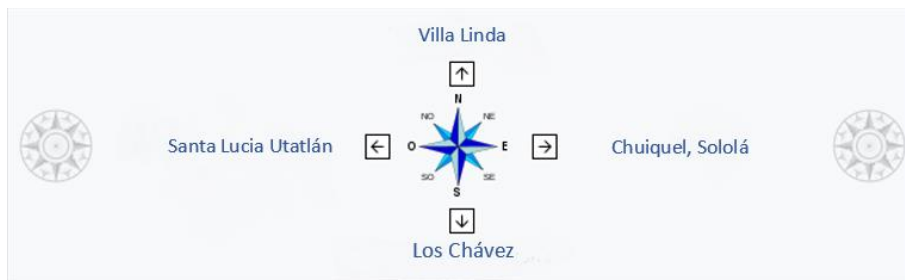 Villa Linda
↑
N
NO NE
Santa Lucia Utatlán ← O E → Chuiquel, Sololá
SO SE
S
↓
Los Chávez